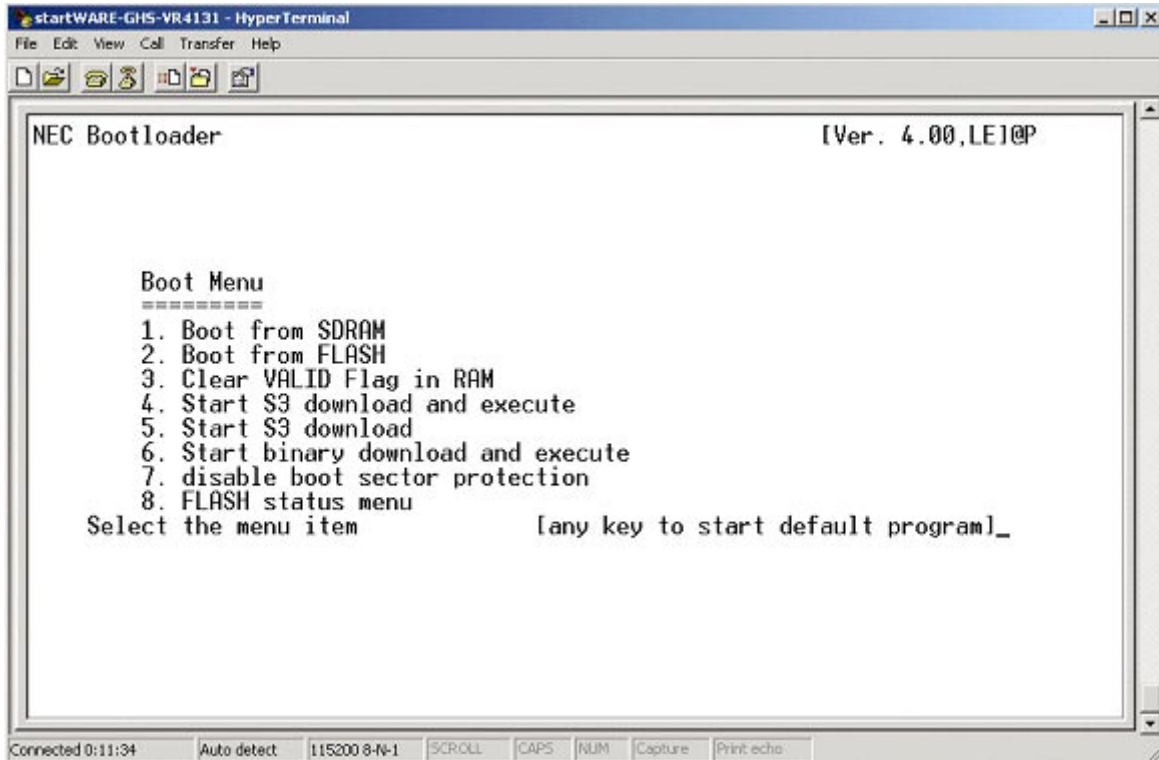 startWARE-GHS-VR4131 - HyperTerminal
File Edit View Call Transfer Help
NEC Bootloader [Ver. 4.00,LE]@P
Boot Menu
=========
1. Boot from SDRAM
2. Boot from FLASH
3. Clear VALID Flag in RAM
4. Start S3 download and execute
5. Start S3 download
6. Start binary download and execute
7. disable boot sector protection
8. FLASH status menu
Select the menu item [any key to start default program]_
Connected 0:11:34 Auto detect 115200 8-N-1 SCROLL CAPS NUM Capture Print echo